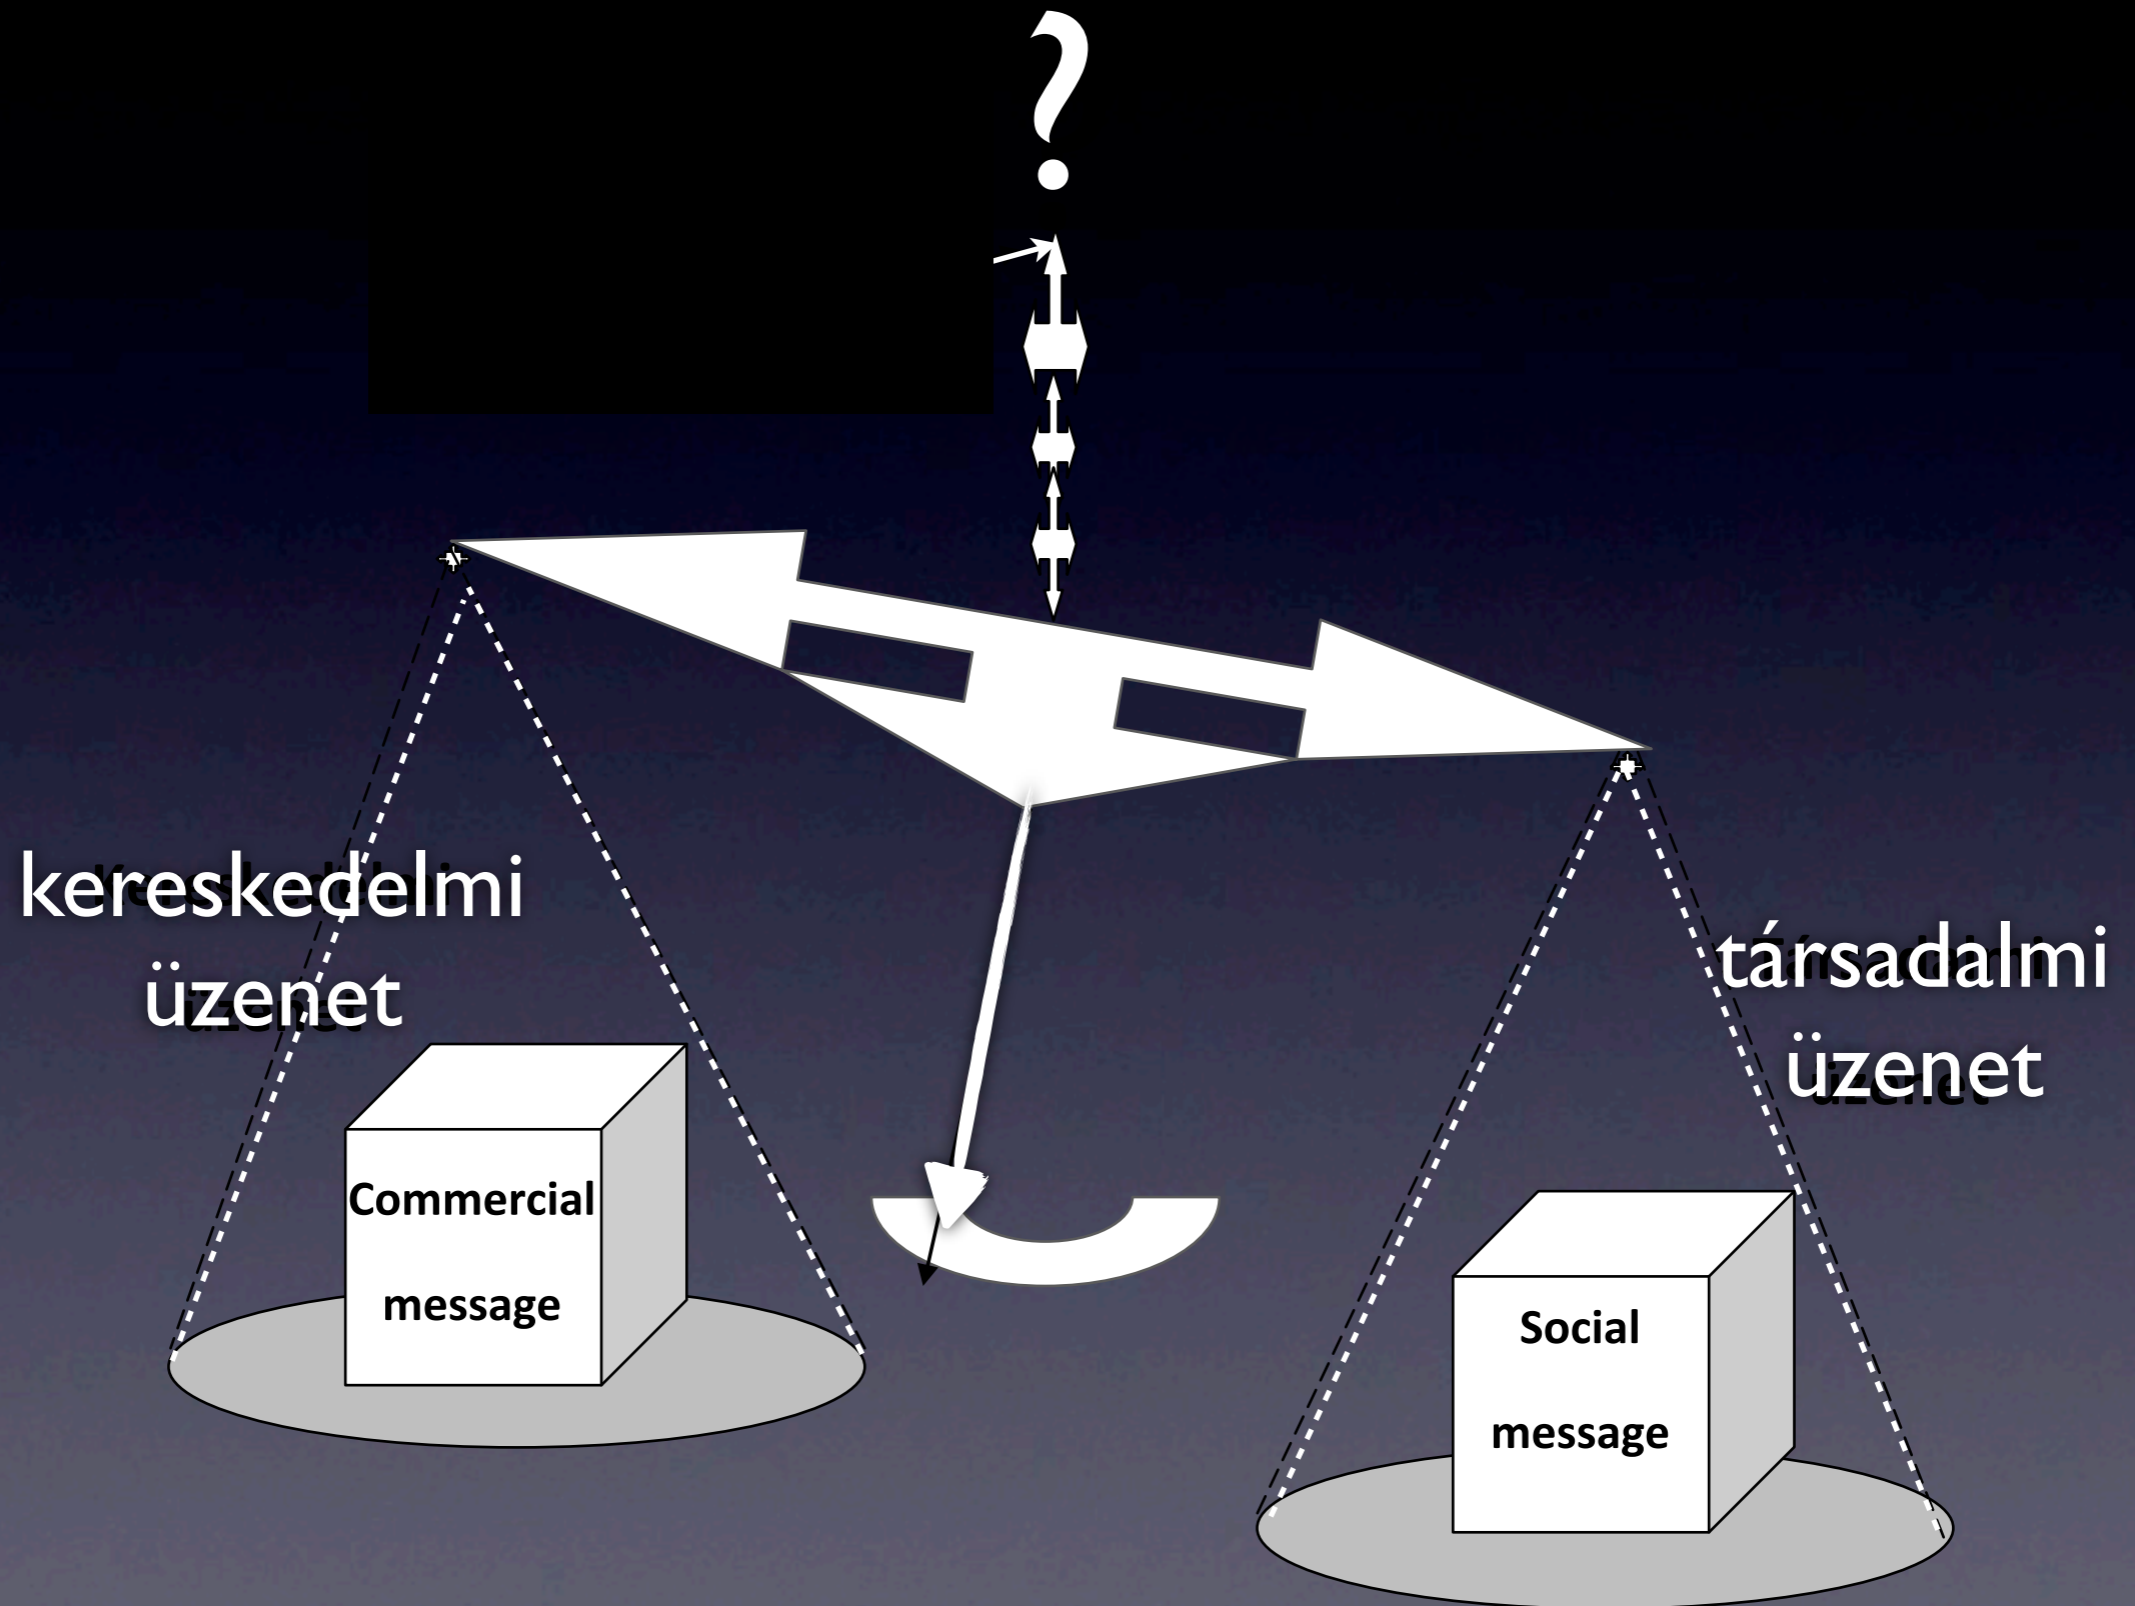 ?
kereskedelmi
üzenet
társadalmi
üzenet
Commercial
message
Social
message